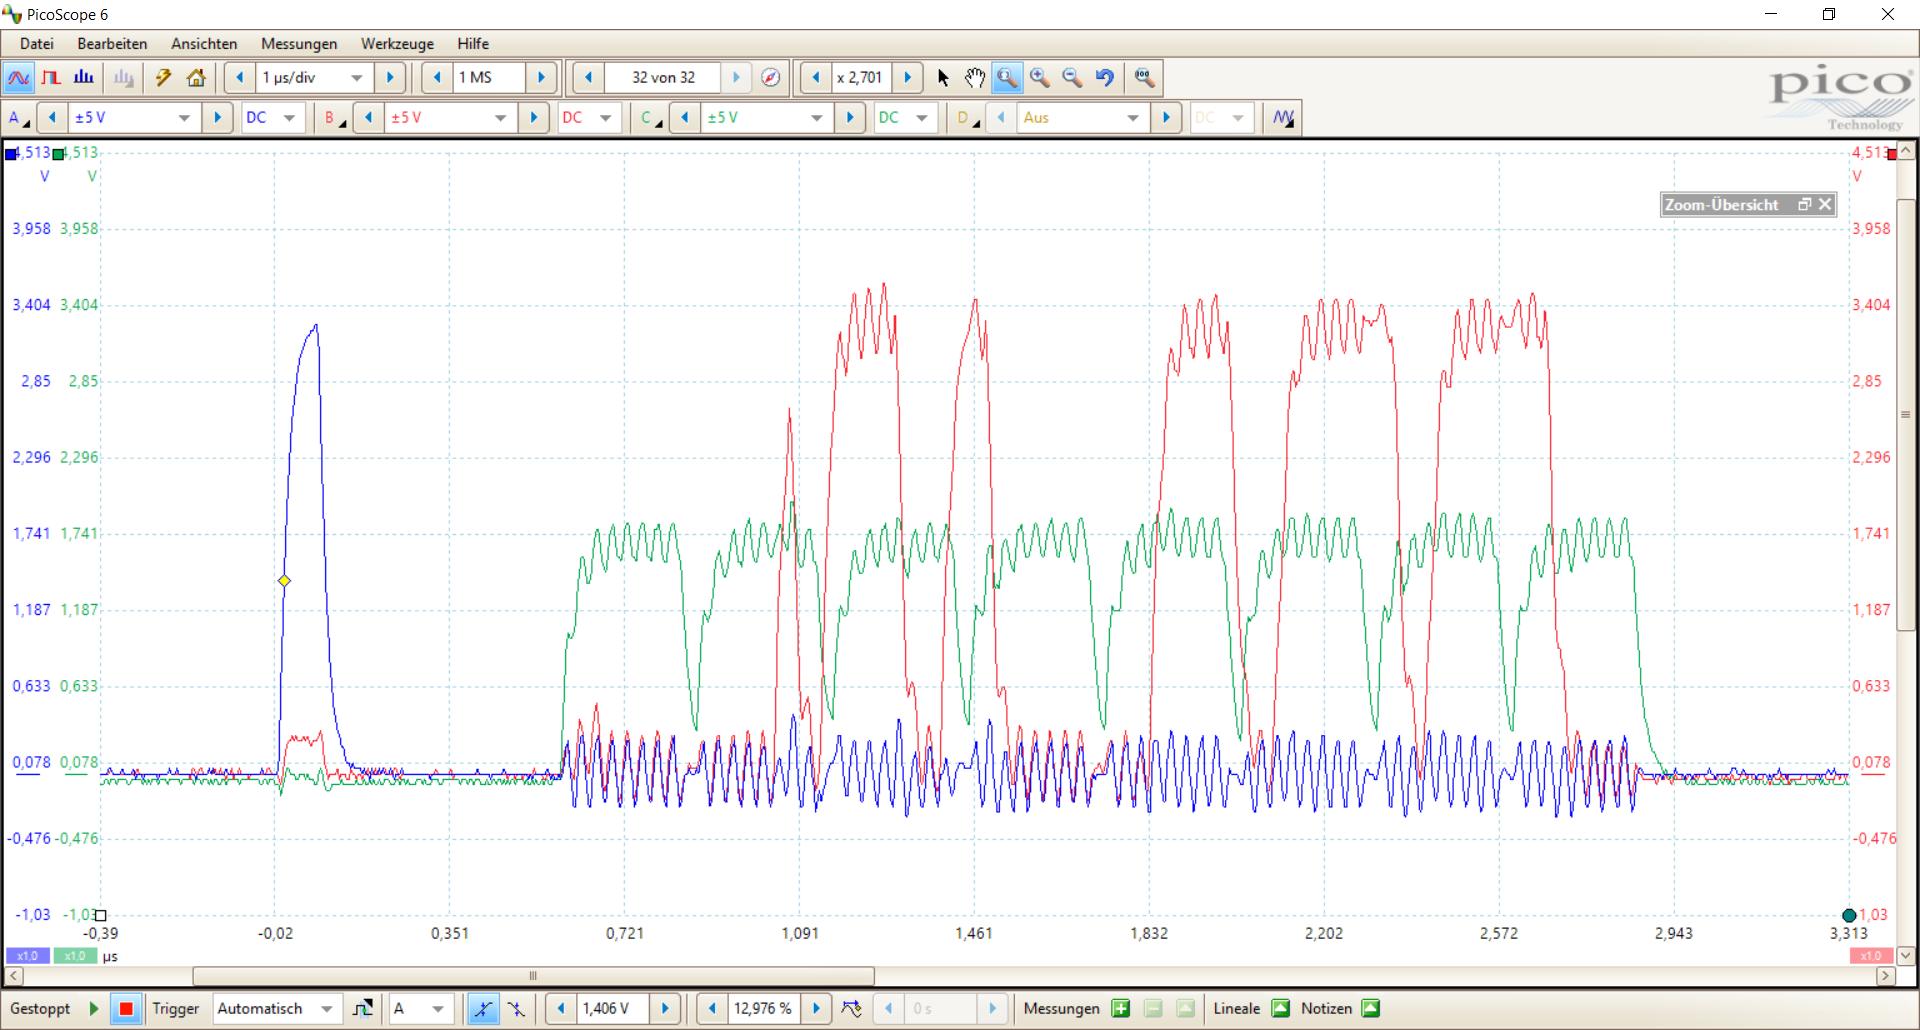 PicoScope 6
Datei Bearbeiten Ansichten Messungen Werkzeuge Hilfe
1 µs/div 1 MS 32 von 32 x 2,701
pico
Technology
A ±5 V DC B ±5 V DC C ±5 V DC D Aus DC
4,513 4,513 4,513
V V V
Zoom-Übersicht
3,958 3,958 3,958
3,404 3,404 3,404
2,85 2,85 2,85
2,296 2,296 2,296
1,741 1,741 1,741
1,187 1,187 1,187
0,633 0,633 0,633
0,078 0,078 0,078
-0,476 -0,476 -0,476
-1,03 -1,03 1,03
-0,39 -0,02 0,351 0,721 1,091 1,461 1,832 2,202 2,572 2,943 3,313
x1,0 x1,0 µs x1,0
Gestoppt Trigger Automatisch A 1,406 V 12,976 % 0 s Messungen Lineale Notizen